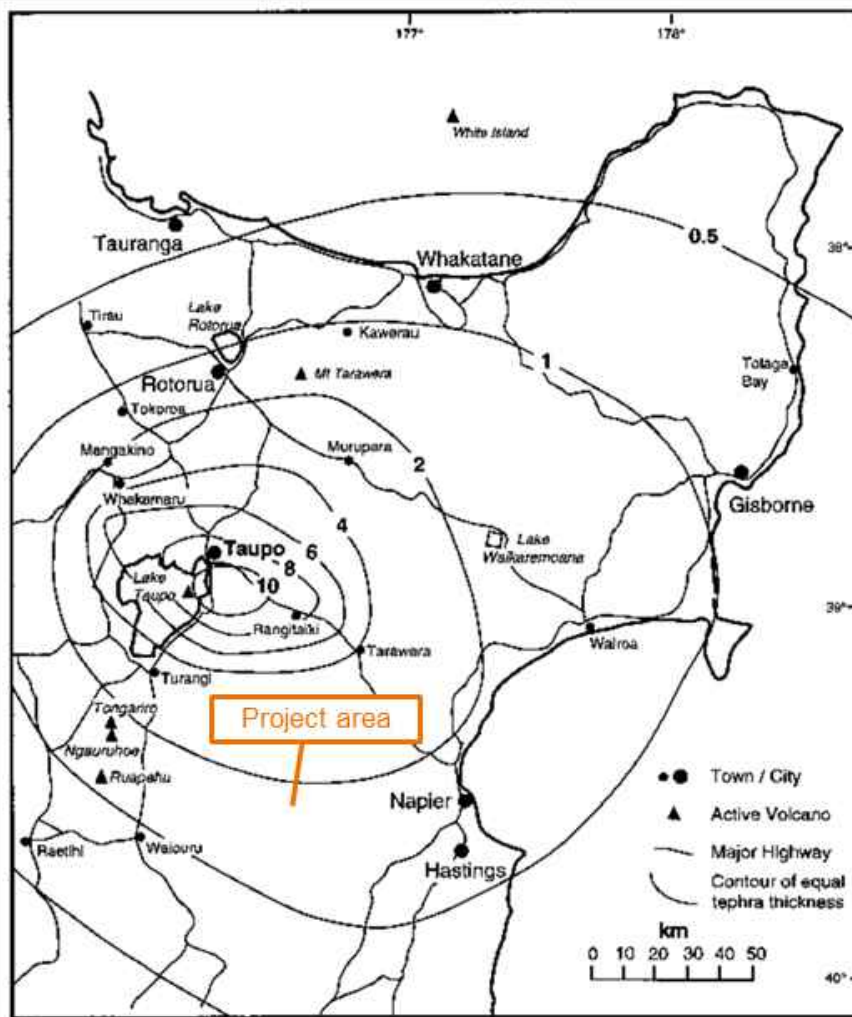 177°
178°
White Island
0.5
Tauranga
38°
Whakatane
Lake
Rotorua
Tirau
Kawerau
1
Rotorua
Mt Tarawera
Tolaga
Bay
Tokoroa
2
Mangakino
Murupara
Whakamaru
Gisborne
4
Taupo
6
Lake
Waikaremoana
8
Lake
Taupo
10
39°
Rangitaiki
Tarawera
Wairoa
Turangi
Project area
Tongariro
Ngauruhoe
Ruapehu
Town / City
Napier
Active Volcano
Raetihi
Waiouru
Hastings
Major Highway
Contour of equal
tephra thickness
km
0 10 20 30 40 50
40°